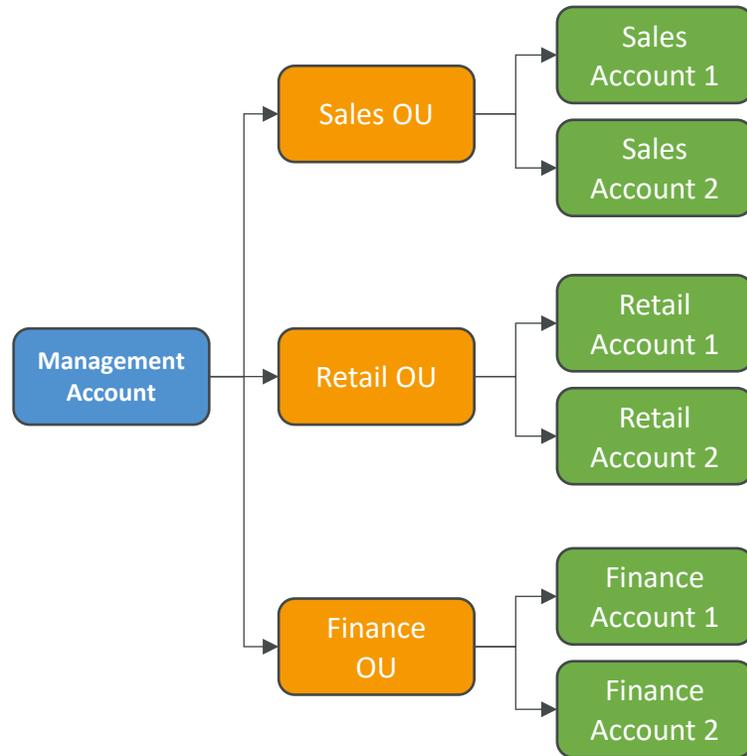 Management
Account
Sales OU
Sales
Account 1
Sales
Account 2
Retail OU
Retail
Account 1
Retail
Account 2
Finance
OU
Finance
Account 1
Finance
Account 2